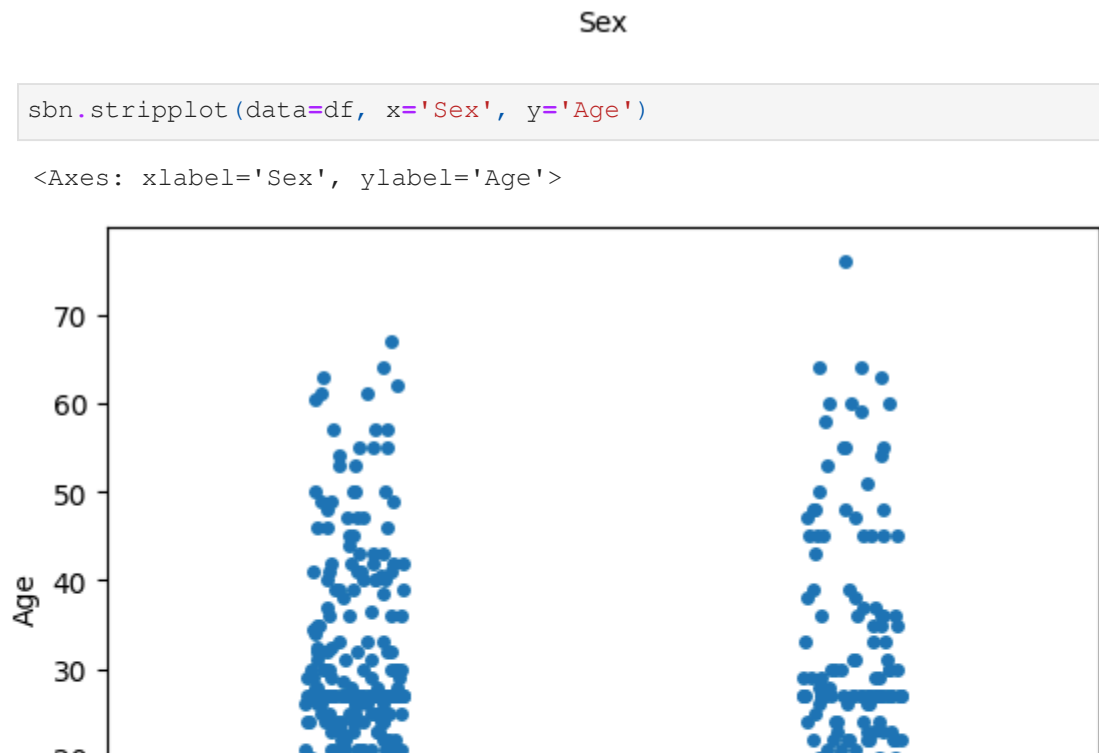 Sex
sbn.stripplot(data=df, x='Sex', y='Age')
<Axes: xlabel='Sex', ylabel='Age'>
70
60
50
40
30
Age